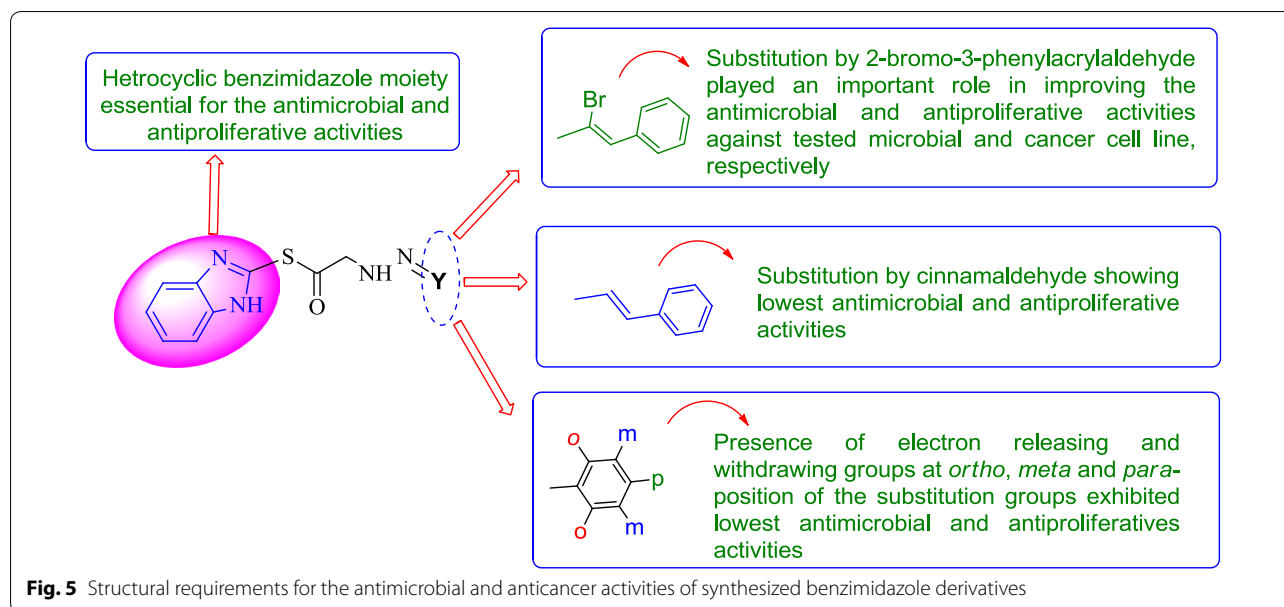 Hetrocyclic benzimidazole moiety
essential for the antimicrobial and
antiproliferative activities
Br
Substitution by 2-bromo-3-phenylacrylaldehyde
played an important role in improving the
antimicrobial and antiproliferative activities
against tested microbial and cancer cell line,
respectively
N
NH
S
O
NH
N
Y
Substitution by cinnamaldehyde showing
lowest antimicrobial and antiproliferative
activities
o
m
p
o
m
Presence of electron releasing and
withdrawing groups at ortho, meta and para-
position of the substitution groups exhibited
lowest antimicrobial and antiproliferatives
activities
Fig. 5 Structural requirements for the antimicrobial and anticancer activities of synthesized benzimidazole derivatives